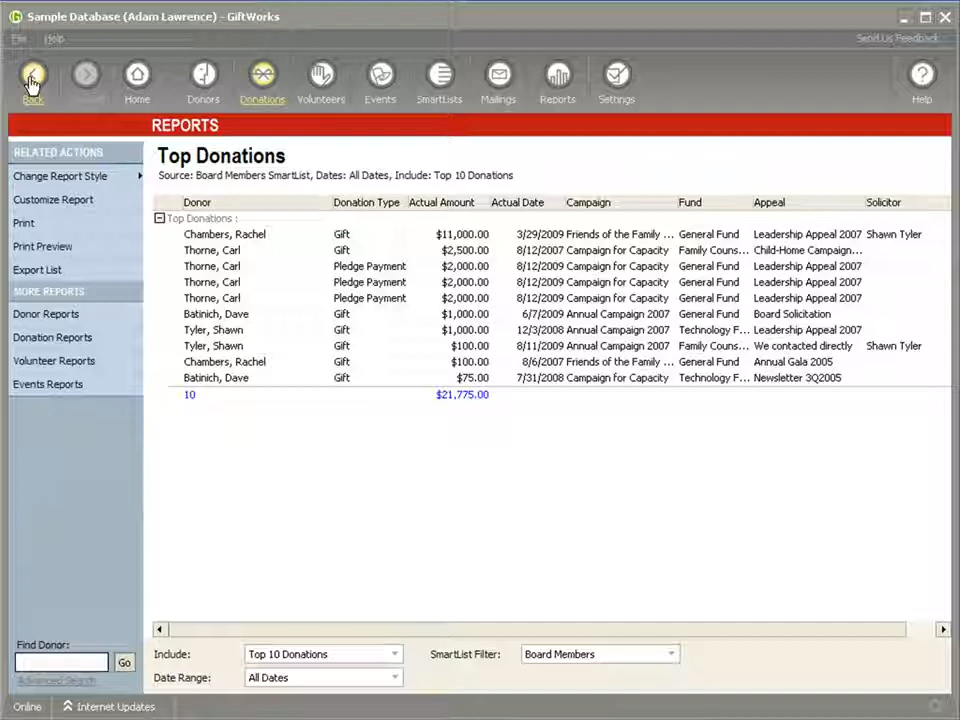 Sample Database (Adam Lawrence) - GiftWorks
File Help Send Us Feedback
Back Home Donors Donations Volunteers Events SmartLists Mailings Reports Settings Help
REPORTS
RELATED ACTIONS
Change Report Style
Customize Report
Print
Print Preview
Export List
MORE REPORTS
Donor Reports
Donation Reports
Volunteer Reports
Events Reports
Find Donor:
Go
Advanced Search
Top Donations
Source: Board Members SmartList, Dates: All Dates, Include: Top 10 Donations
Donor Donation Type Actual Amount Actual Date Campaign Fund Appeal Solicitor
Top Donations :
Chambers, Rachel Gift $11,000.00 3/29/2009 Friends of the Family ... General Fund Leadership Appeal 2007 Shawn Tyler
Thorne, Carl Gift $2,500.00 8/12/2007 Campaign for Capacity Family Couns... Child-Home Campaign...
Thorne, Carl Pledge Payment $2,000.00 8/12/2009 Campaign for Capacity General Fund Leadership Appeal 2007
Thorne, Carl Pledge Payment $2,000.00 8/12/2008 Campaign for Capacity General Fund Leadership Appeal 2007
Thorne, Carl Pledge Payment $2,000.00 8/12/2007 Campaign for Capacity General Fund Leadership Appeal 2007
Batinich, Dave Gift $1,000.00 6/7/2009 Annual Campaign 2007 General Fund Board Solicitation
Tyler, Shawn Gift $1,000.00 12/3/2008 Annual Campaign 2007 Technology F... Leadership Appeal 2007
Tyler, Shawn Gift $100.00 8/11/2009 Annual Campaign 2007 Family Couns... We contacted directly Shawn Tyler
Chambers, Rachel Gift $100.00 8/6/2007 Friends of the Family ... General Fund Annual Gala 2005
Batinich, Dave Gift $75.00 7/31/2008 Campaign for Capacity Technology F... Newsletter 3Q2005
10 $21,775.00
Include: Top 10 Donations SmartList Filter: Board Members
Date Range: All Dates
Online Internet Updates